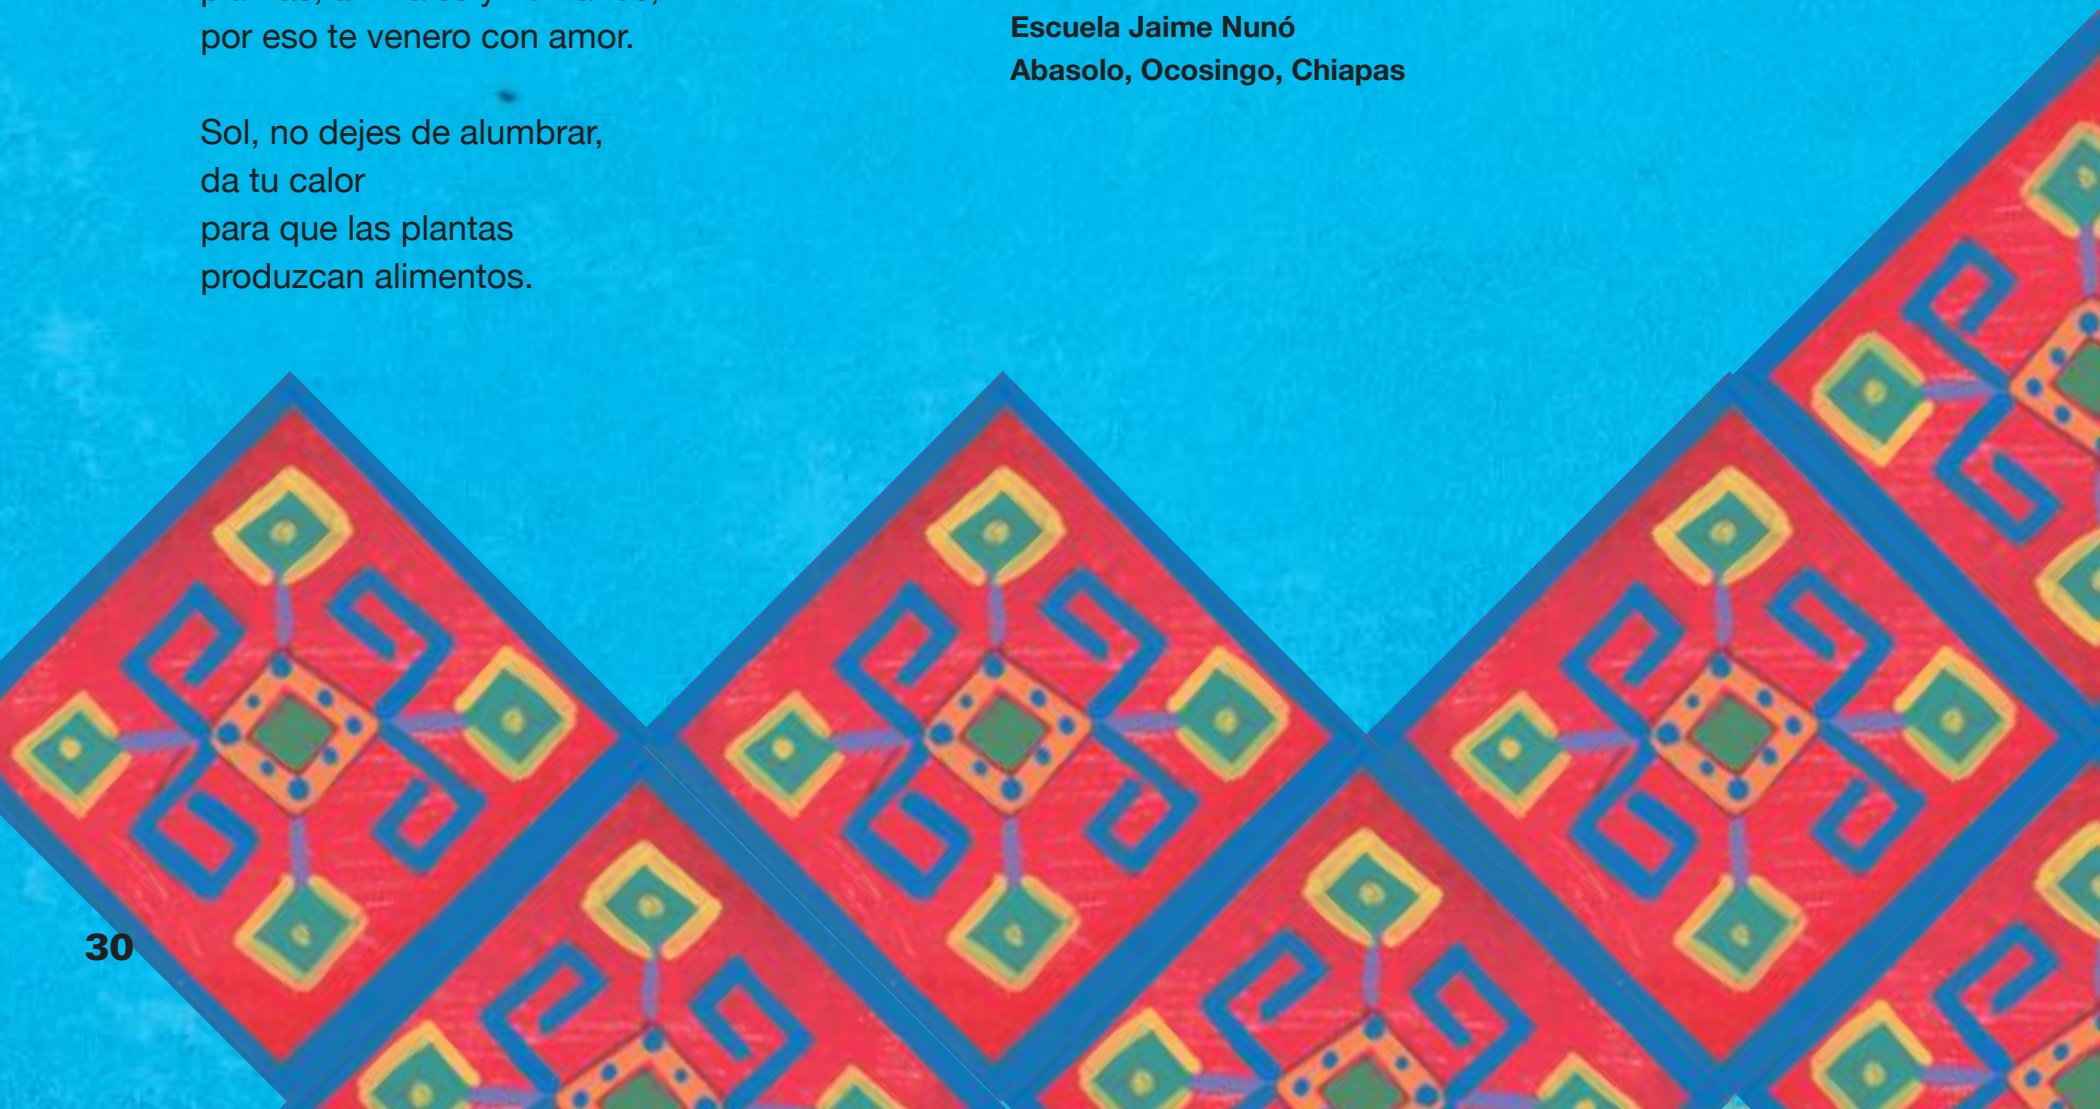 por eso te venero con amor.
Sol, no dejes de alumbrar,
da tu calor
para que las plantas
produzcan alimentos.
Escuela Jaime Nunó
Abasolo, Ocosingo, Chiapas
30